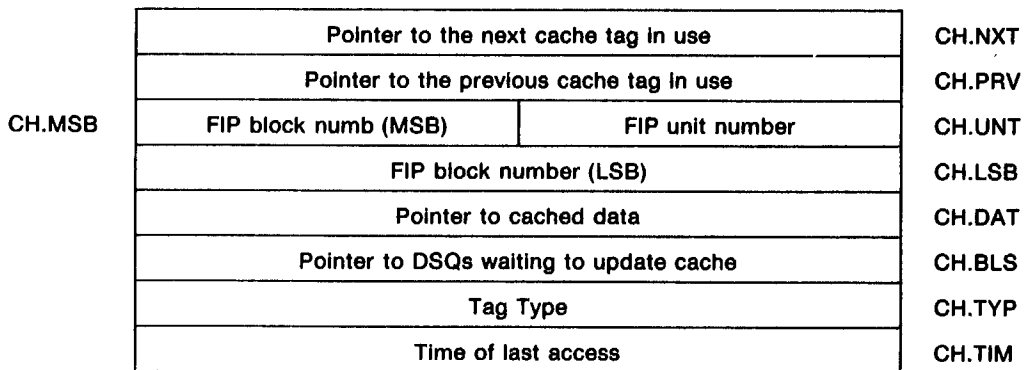 Pointer to the next cache tag in use CH.NXT
Pointer to the previous cache tag in use CH.PRV
CH.MSB FIP block numb (MSB) FIP unit number CH.UNT
FIP block number (LSB) CH.LSB
Pointer to cached data CH.DAT
Pointer to DSQs waiting to update cache CH.BLS
Tag Type CH.TYP
Time of last access CH.TIM